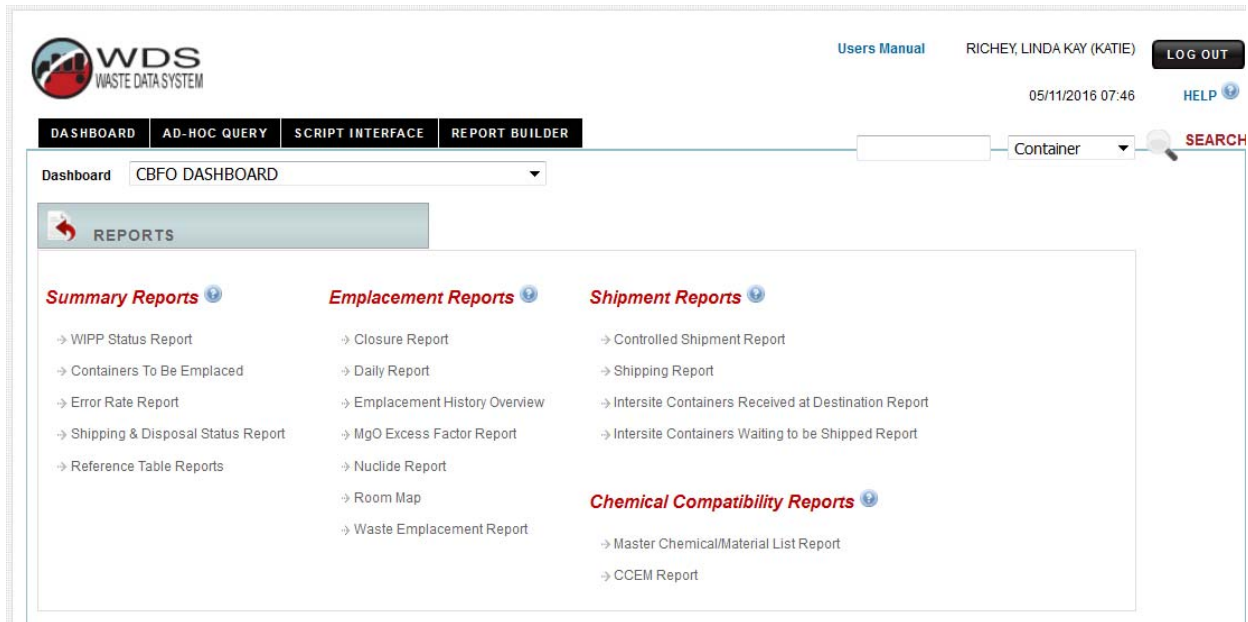 WDS
WASTE DATA SYSTEM
Users Manual
RICHEY, LINDA KAY (KATIE)
LOG OUT
05/11/2016 07:46
HELP
DASHBOARD
AD-HOC QUERY
SCRIPT INTERFACE
REPORT BUILDER
Container
SEARCH
Dashboard
CBFO DASHBOARD
REPORTS
Summary Reports
WIPP Status Report
Containers To Be Emplaced
Error Rate Report
Shipping & Disposal Status Report
Reference Table Reports
Emplacement Reports
Closure Report
Daily Report
Emplacement History Overview
MgO Excess Factor Report
Nuclide Report
Room Map
Waste Emplacement Report
Shipment Reports
Controlled Shipment Report
Shipping Report
Intersite Containers Received at Destination Report
Intersite Containers Waiting to be Shipped Report
Chemical Compatibility Reports
Master Chemical/Material List Report
CCEM Report